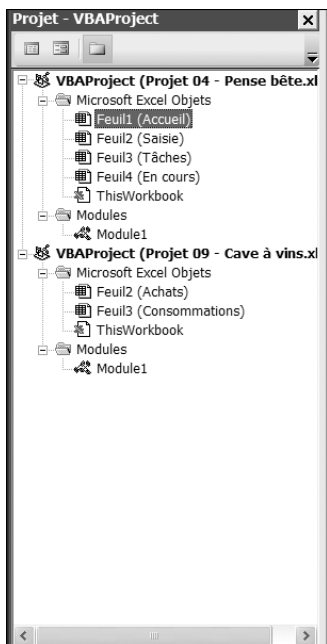 Projet - VBAProject
VBAProject (Projet 04 - Pense bête.xl
Microsoft Excel Objets
Feuil1 (Accueil)
Feuil2 (Saisie)
Feuil3 (Tâches)
Feuil4 (En cours)
ThisWorkbook
Modules
Module1
VBAProject (Projet 09 - Cave à vins.xl
Microsoft Excel Objets
Feuil2 (Achats)
Feuil3 (Consommations)
ThisWorkbook
Modules
Module1